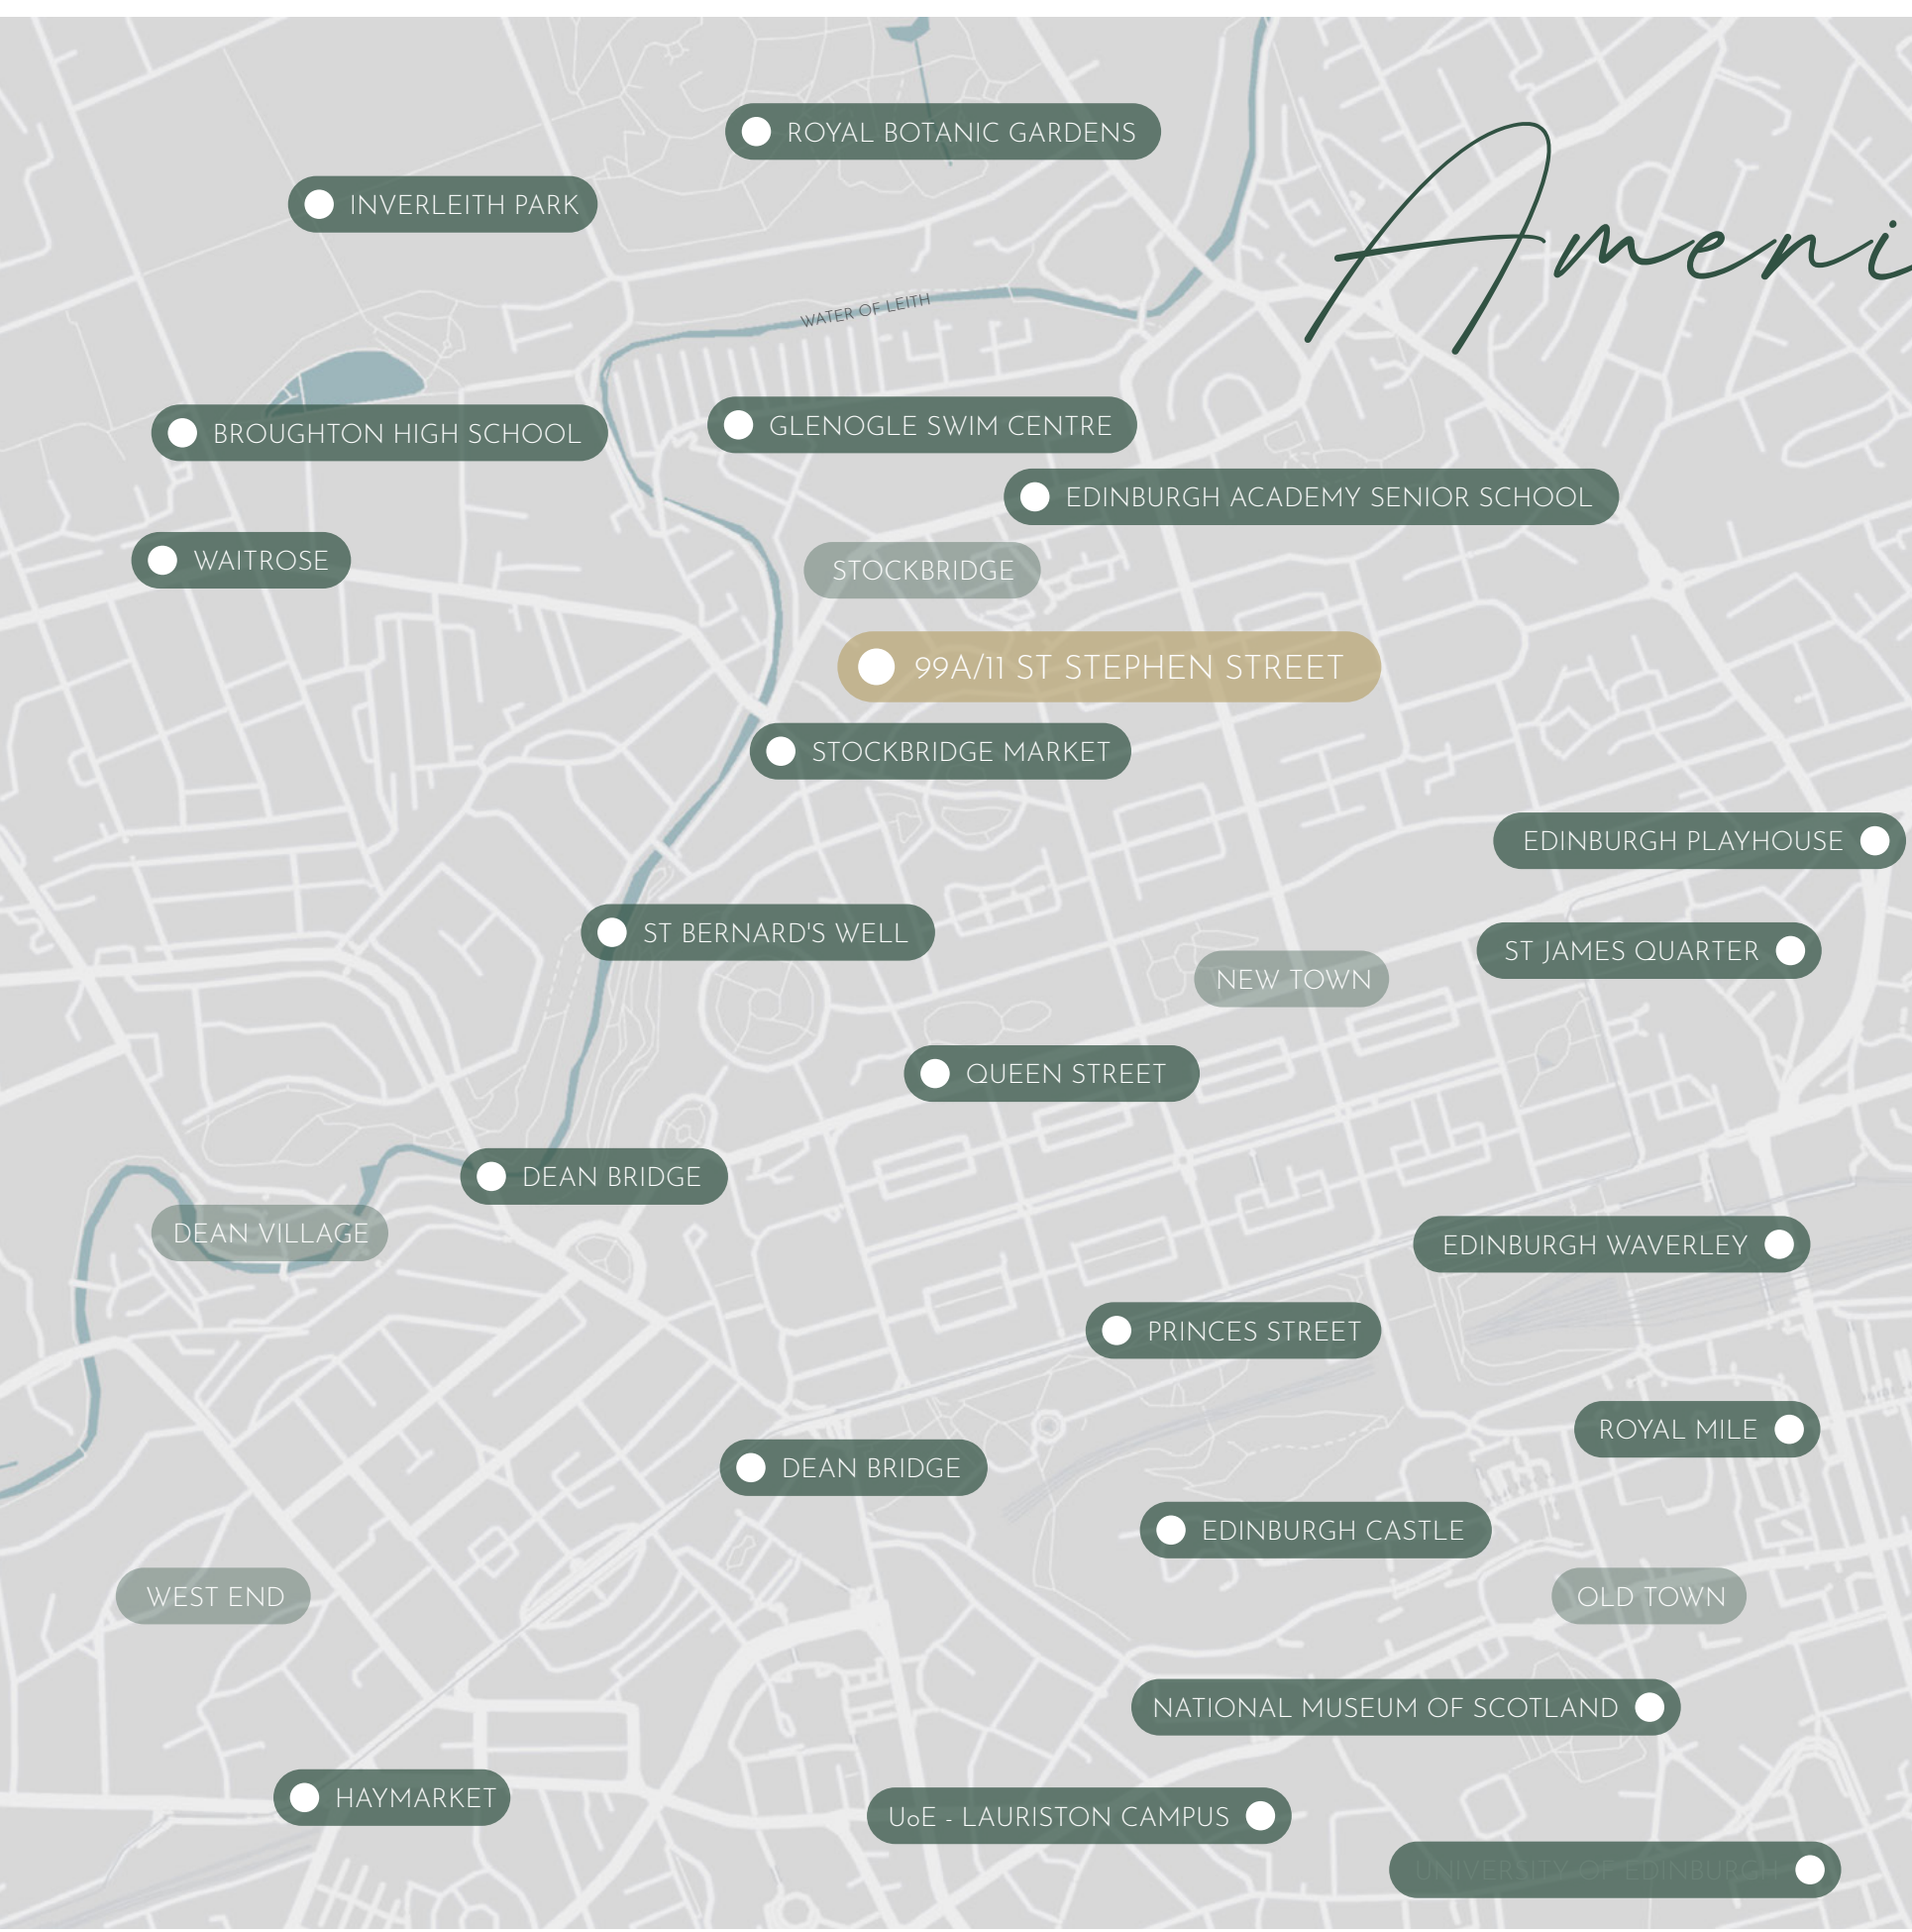 ROYAL BOTANIC GARDENS
INVERLEITH PARK
Ameni
WATER OF LEITH
BROUGHTON HIGH SCHOOL
GLENOGLE SWIM CENTRE
EDINBURGH ACADEMY SENIOR SCHOOL
WAITROSE
STOCKBRIDGE
99A/11 ST STEPHEN STREET
STOCKBRIDGE MARKET
EDINBURGH PLAYHOUSE
ST BERNARD'S WELL
ST JAMES QUARTER
NEW TOWN
QUEEN STREET
DEAN BRIDGE
DEAN VILLAGE
EDINBURGH WAVERLEY
PRINCES STREET
ROYAL MILE
DEAN BRIDGE
EDINBURGH CASTLE
WEST END
OLD TOWN
NATIONAL MUSEUM OF SCOTLAND
HAYMARKET
UoE - LAURISTON CAMPUS
UNIVERSITY OF EDINBURGH